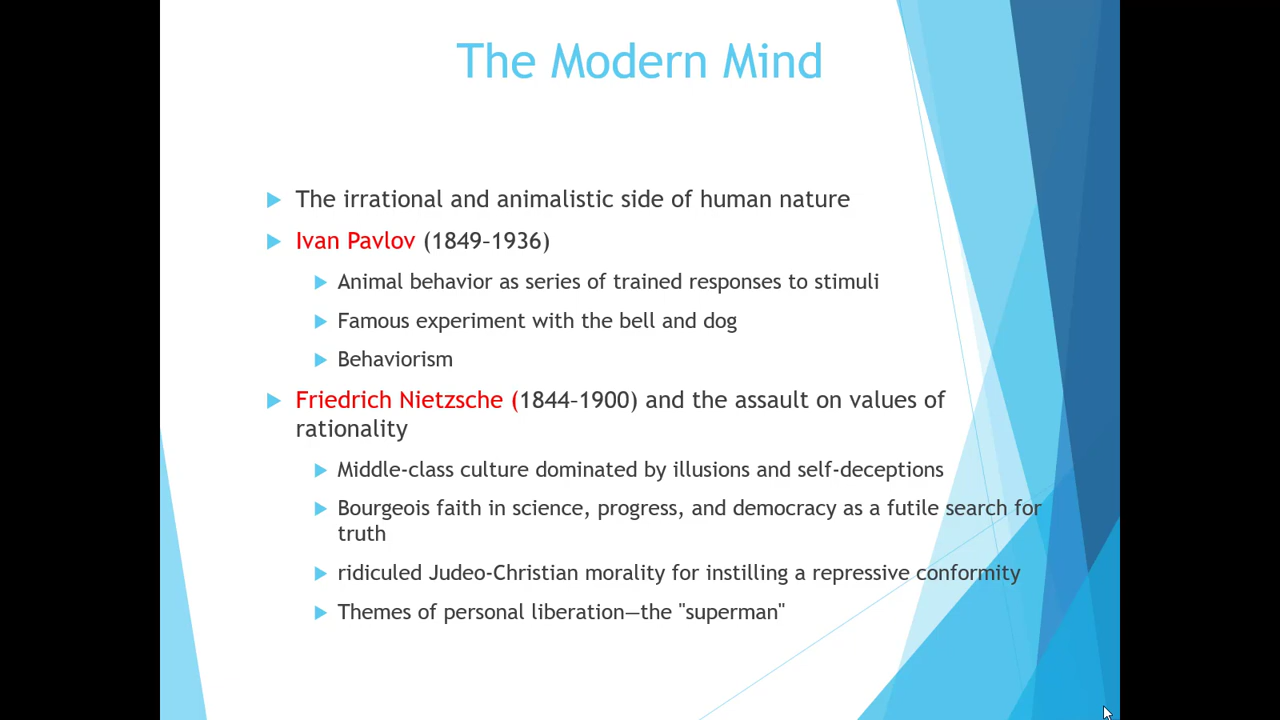 The Modern Mind
The irrational and animalistic side of human nature
Ivan Pavlov (1849–1936)
Animal behavior as series of trained responses to stimuli
Famous experiment with the bell and dog
Behaviorism
Friedrich Nietzsche (1844–1900) and the assault on values of
rationality
Middle-class culture dominated by illusions and self-deceptions
Bourgeois faith in science, progress, and democracy as a futile search for
truth
ridiculed Judeo-Christian morality for instilling a repressive conformity
Themes of personal liberation—the "superman"